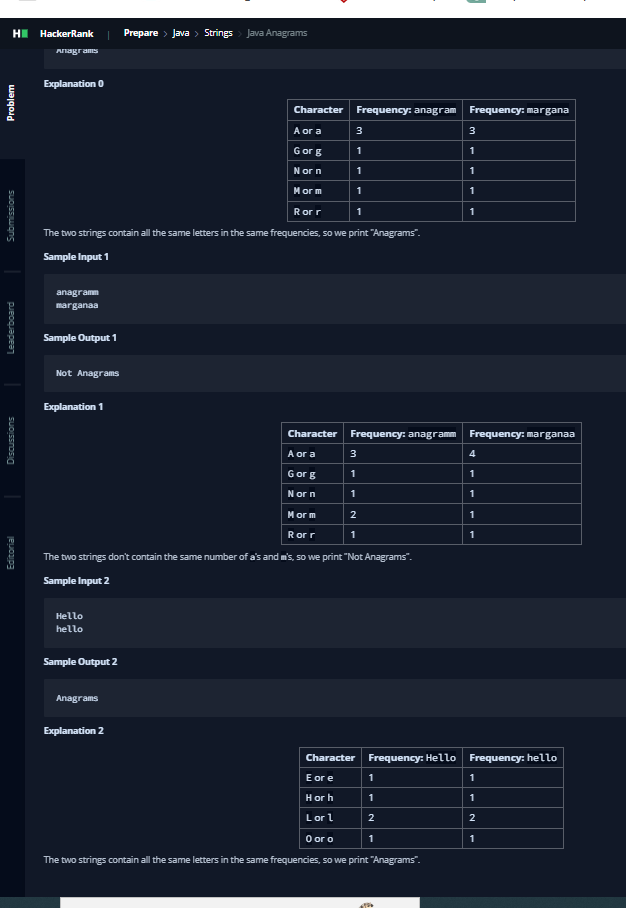 HackerRank | Prepare > Java > Strings > Java Anagrams
Problem
Submissions
Leaderboard
Discussions
Editorial
Anagrams
Explanation 0
Character Frequency: anagram Frequency: margana
A or a 3 3
G or g 1 1
N or n 1 1
M or m 1 1
R or r 1 1
The two strings contain all the same letters in the same frequencies, so we print "Anagrams".
Sample Input 1
anagramm
marganaa
Sample Output 1
Not Anagrams
Explanation 1
Character Frequency: anagramm Frequency: marganaa
A or a 3 4
G or g 1 1
N or n 1 1
M or m 2 1
R or r 1 1
The two strings don't contain the same number of a's and m's, so we print "Not Anagrams".
Sample Input 2
Hello
hello
Sample Output 2
Anagrams
Explanation 2
Character Frequency: Hello Frequency: hello
E or e 1 1
H or h 1 1
L or l 2 2
O or o 1 1
The two strings contain all the same letters in the same frequencies, so we print "Anagrams".